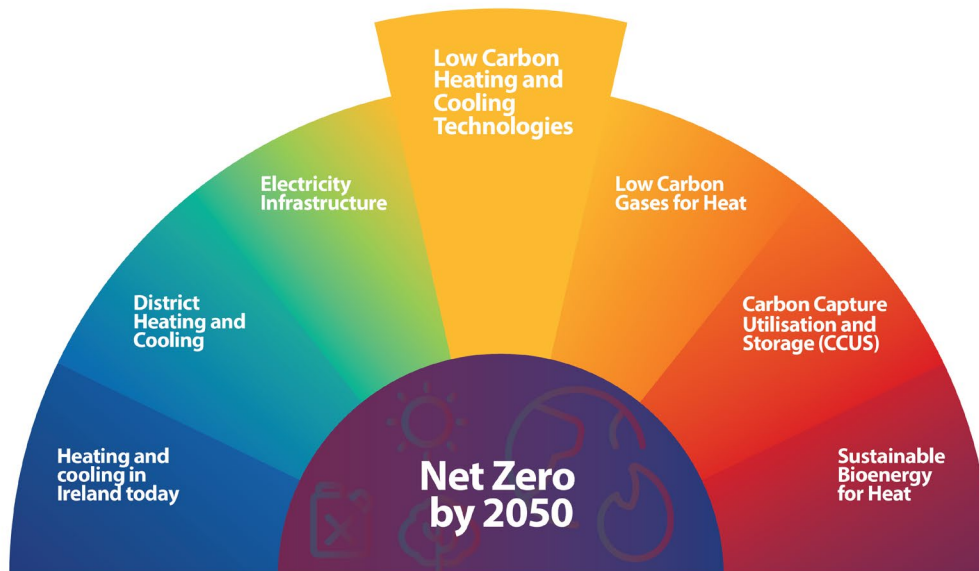 Low Carbon
Heating and
Cooling
Technologies
Electricity
Infrastructure
Low Carbon
Gases for Heat
District
Heating and
Cooling
Carbon Capture
Utilisation and
Storage (CCUS)
Heating and
cooling in
Ireland today
Sustainable
Bioenergy
for Heat
Net Zero
by 2050